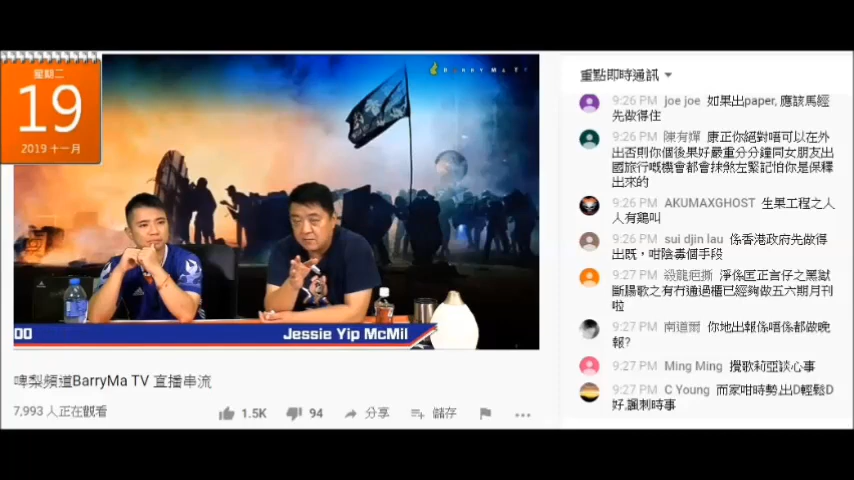 星期二
19
2019 十一月
BARRY MA TV
00
Jessie Yip McMil
啤梨頻道BarryMa TV 直播串流
7,993 人正在觀看
1.5K
94
分享
儲存
重點即時通訊
9:26 PM joe joe 如果出paper, 應該馬經
先做得住
9:26 PM 陳有嬋 康正你絕對唔可以在外
出否則你個後果好嚴重分分鐘同女朋友出
國旅行嘅機會都會抹煞左緊記怕你是保釋
出來的
9:26 PM AKUMAXGHOST 生果工程之人
人有鷄叫
9:26 PM sui djin lau 係香港政府先做得
出既，咁陰毒個手段
9:27 PM 殺龍疤撕 淨係匡正言仔之黑獄
斷腸歌之有冇通過櫃已經夠做五六期月刊
啦
9:27 PM 南道爾 你地出報係唔係都做晚
報?
9:27 PM Ming Ming 攪歌莉亞談心事
9:27 PM C Young 而家咁時勢,出D輕鬆D
好,諷刺時事